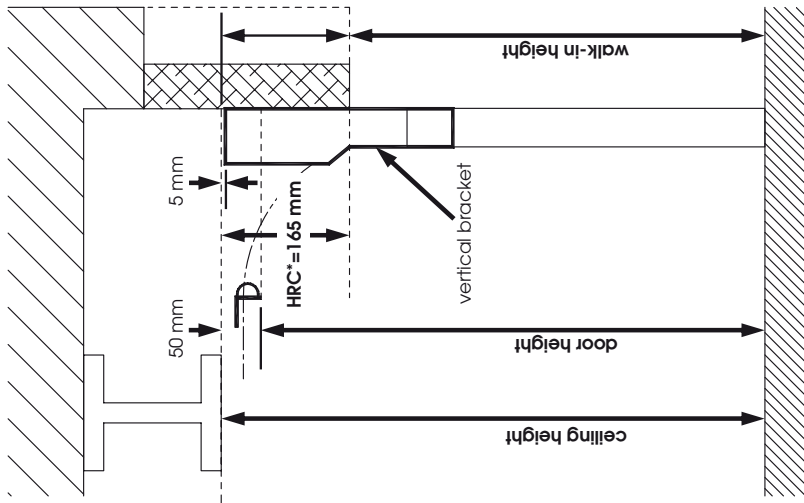 walk-in height
5 mm
HRC*=165 mm
vertical bracket
50 mm
door height
ceiling height